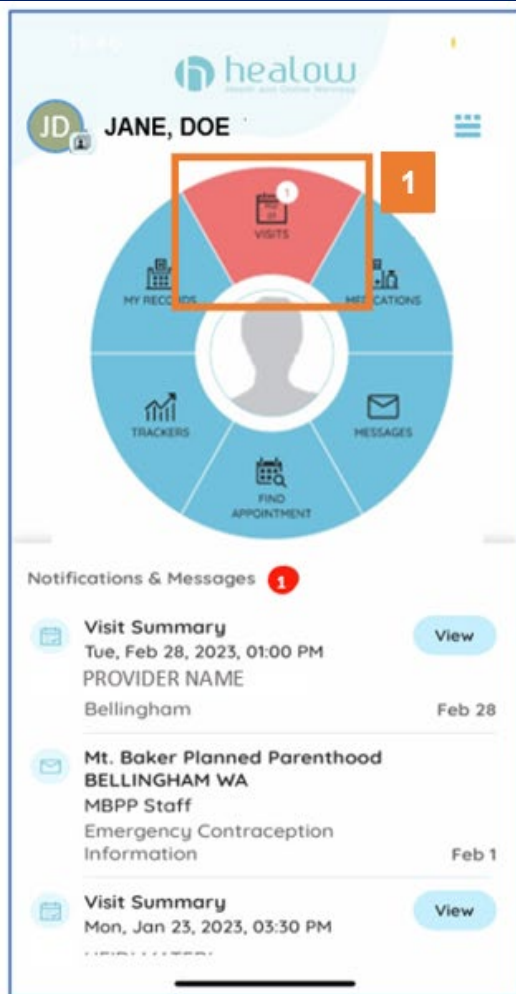 healow
JD
JANE, DOE
1
1
VISITS
MY RECORDS
MEDICATIONS
TRACKERS
MESSAGES
FIND
APPOINTMENT
Notifications & Messages 1
Visit Summary
View
Tue, Feb 28, 2023, 01:00 PM
PROVIDER NAME
Bellingham
Feb 28
Mt. Baker Planned Parenthood
BELLINGHAM WA
MBPP Staff
Emergency Contraception
Information
Feb 1
Visit Summary
View
Mon, Jan 23, 2023, 03:30 PM